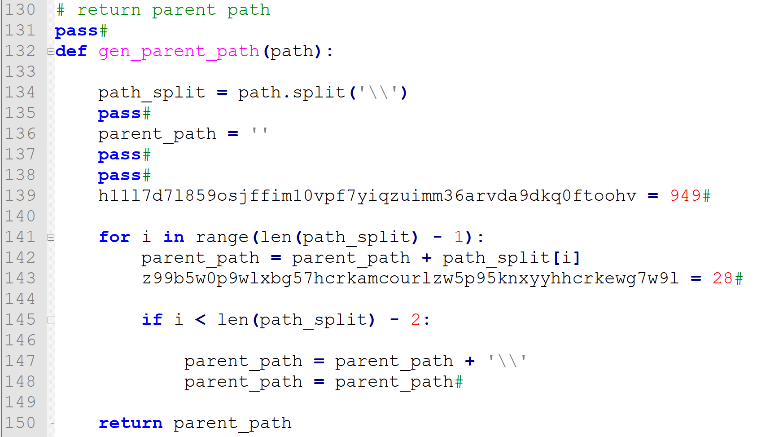 130 # return parent path
131 pass#
132 def gen_parent_path(path):
133
134 path_split = path.split('\\')
135 pass#
136 parent_path = ''
137 pass#
138 pass#
139 h1ll7d7l859osjffim10vpf7yiqzuimm36arvda9dkq0ftoohv = 949#
140
141 for i in range(len(path_split) - 1):
142 parent_path = parent_path + path_split[i]
143 z99b5w0p9wlxbg57hcrkamcourlzw5p95knxyyhhcrkewg7w9l = 28#
144
145 if i < len(path_split) - 2:
146
147 parent_path = parent_path + '\\'
148 parent_path = parent_path#
149
150 return parent_path